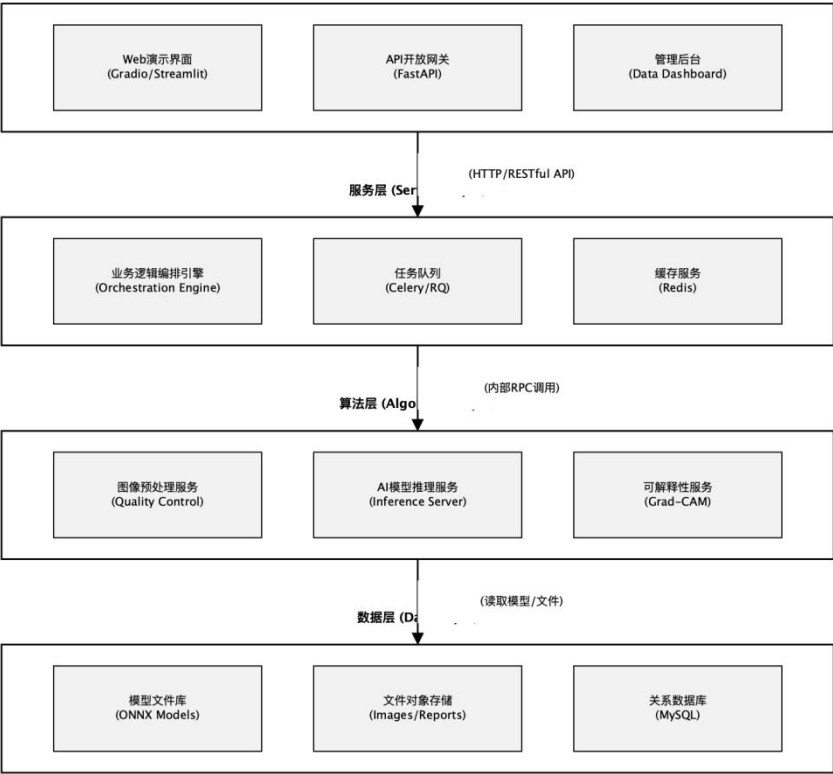 Web演示界面
(Gradio/Streamlit)
API开放网关
(FastAPI)
管理后台
(Data Dashboard)
(HTTP/RESTful API)
服务层 (Ser
业务逻辑编排引擎
(Orchestration Engine)
任务队列
(Celery/RQ)
缓存服务
(Redis)
(内部RPC调用)
算法层 (Algo
图像预处理服务
(Quality Control)
AI模型推理服务
(Inference Server)
可解释性服务
(Grad-CAM)
(读取模型/文件)
数据层 (Da
模型文件库
(ONNX Models)
文件对象存储
(Images/Reports)
关系数据库
(MySQL)